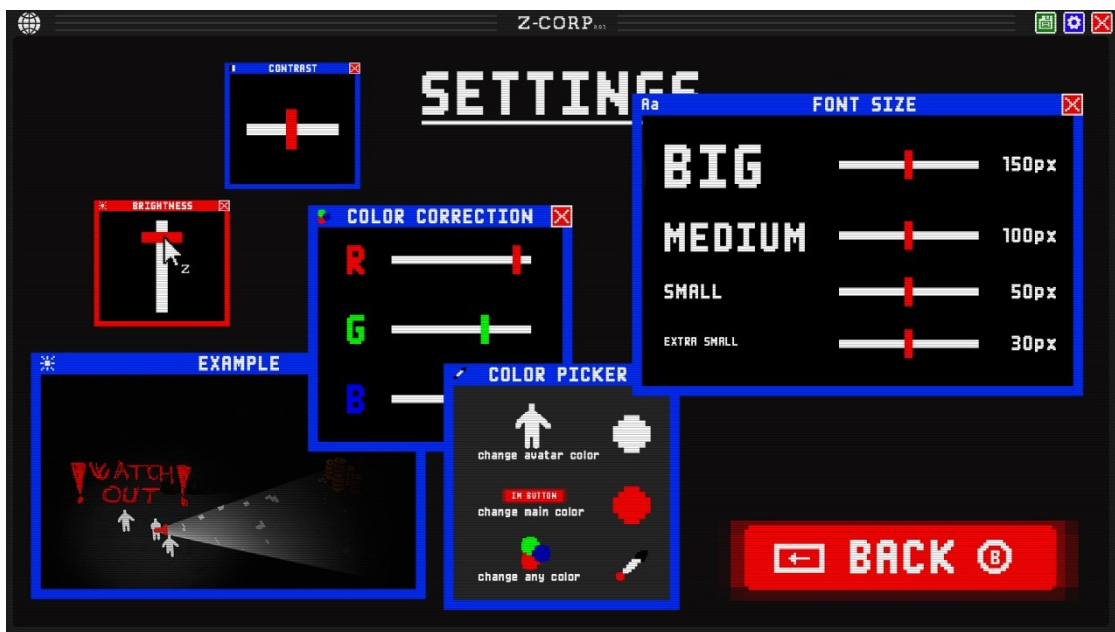 Z-CORP
SETTINGS
CONTRAST
BRIGHTNESS
Z
COLOR CORRECTION
R
G
B
EXAMPLE
WATCH
OUT
Aa FONT SIZE
BIG 150px
MEDIUM 100px
SMALL 50px
EXTRA SMALL 30px
COLOR PICKER
change avatar color
IM BUTTON
change main color
change any color
BACK B